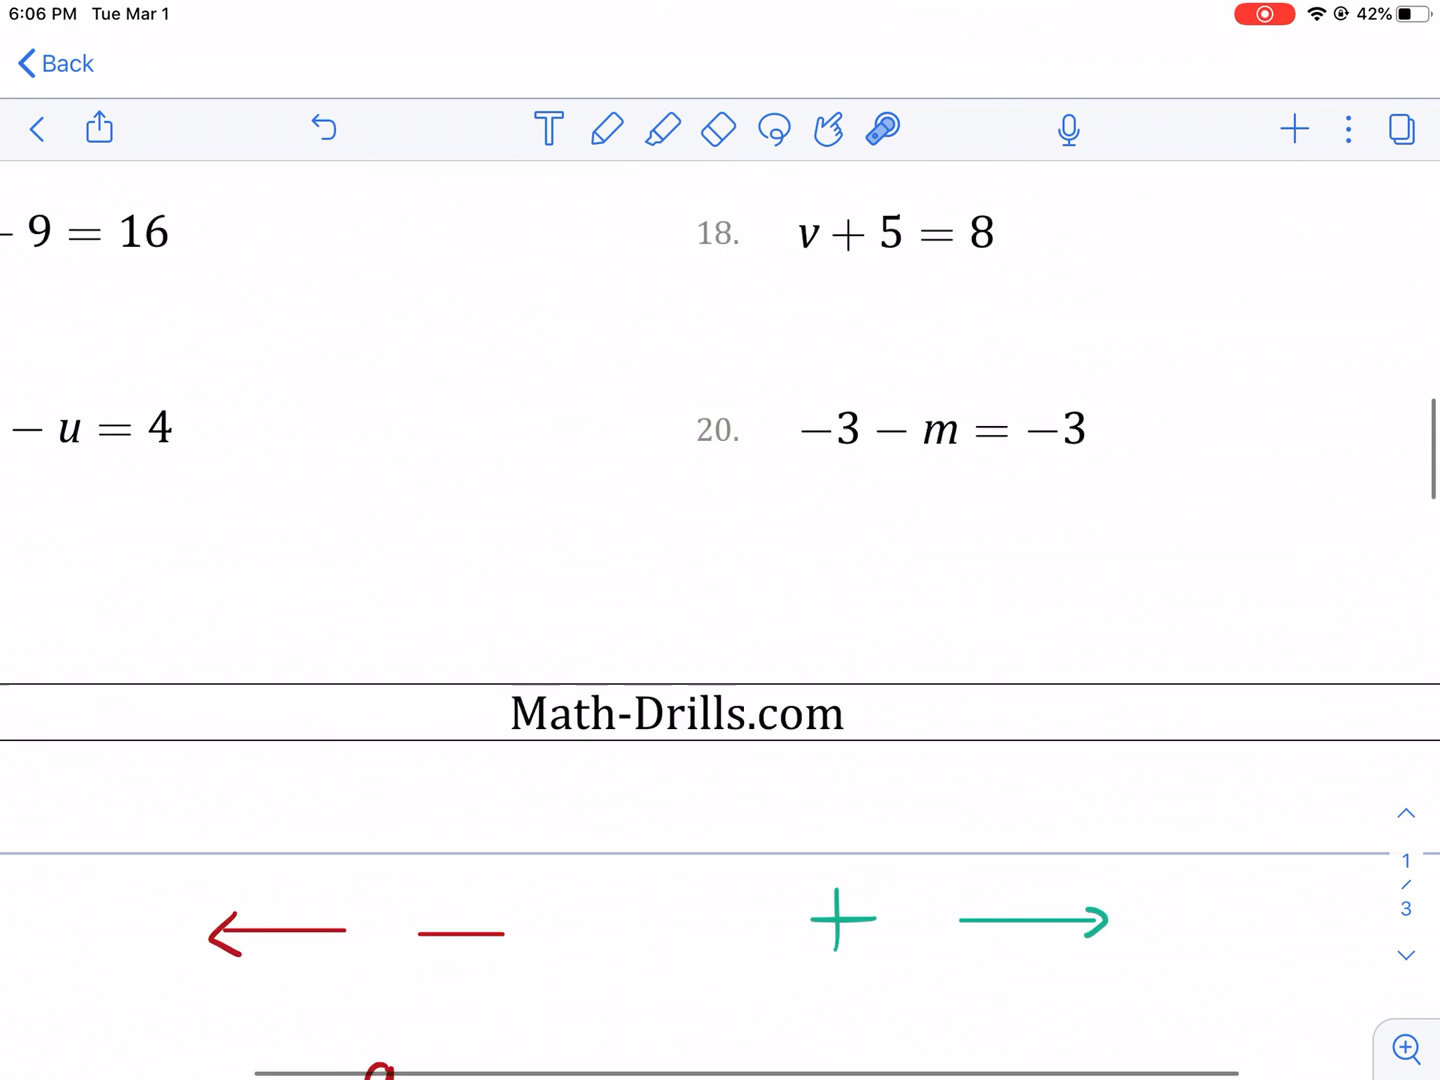 6:06 PM Tue Mar 1 42%
Back
T
– 9 = 16
18. v + 5 = 8
– u = 4
20. −3 − m = −3
Math-Drills.com
1
/
3
← —
+ →